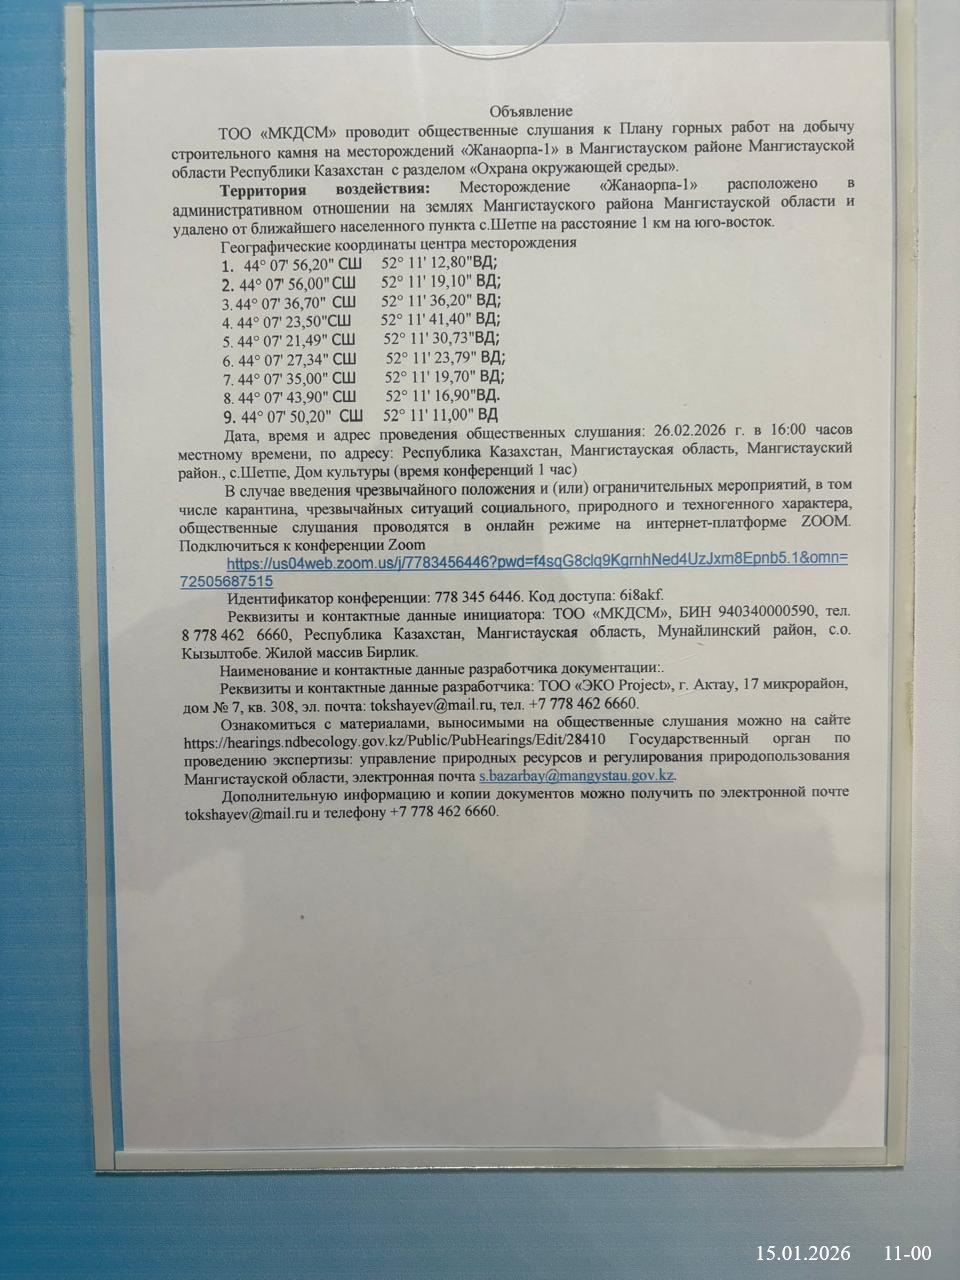 Объявление
ТОО «МКДСМ» проводит общественные слушания к Плану горных работ на добычу
строительного камня на месторождений «Жанаорпа-1» в Мангистауском районе Мангистауской
области Республики Казахстан с разделом «Охрана окружающей среды».
Территория воздействия: Месторождение «Жанаорпа-1» расположено в
административном отношении на землях Мангистауского района Мангистауской области и
удалено от ближайшего населенного пункта с.Шетпе на расстояние 1 км на юго-восток.
Географические координаты центра месторождения
1. 44° 07' 56,20" СШ 52° 11' 12,80"ВД;
2. 44° 07' 56,00" СШ 52° 11' 19,10" ВД;
3. 44° 07' 36,70" СШ 52° 11' 36,20" ВД;
4. 44° 07' 23,50"СШ 52° 11' 41,40" ВД;
5. 44° 07' 21,49" СШ 52° 11' 30,73"ВД;
6. 44° 07' 27,34" СШ 52° 11' 23,79" ВД;
7. 44° 07' 35,00" СШ 52° 11' 19,70" ВД;
8. 44° 07' 43,90" СШ 52° 11' 16,90"ВД.
9. 44° 07' 50,20" СШ 52° 11' 11,00" ВД
Дата, время и адрес проведения общественных слушания: 26.02.2026 г. в 16:00 часов
местному времени, по адресу: Республика Казахстан, Мангистауская область, Мангистауский
район., с.Шетпе, Дом культуры (время конференций 1 час)
В случае введения чрезвычайного положения и (или) ограничительных мероприятий, в том
числе карантина, чрезвычайных ситуаций социального, природного и техногенного характера,
общественные слушания проводятся в онлайн режиме на интернет-платформе ZOOM.
Подключиться к конференции Zoom
https://us04web.zoom.us/j/7783456446?pwd=f4sqG8clq9KgrnhNed4UzJxm8Epnb5.1&omn=
72505687515
Идентификатор конференции: 778 345 6446. Код доступа: 6i8akf.
Реквизиты и контактные данные инициатора: ТОО «МКДСМ», БИН 940340000590, тел.
8 778 462 6660, Республика Казахстан, Мангистауская область, Мунайлинский район, с.о.
Кызылтобе. Жилой массив Бирлик.
Наименование и контактные данные разработчика документации:.
Реквизиты и контактные данные разработчика: ТОО «ЭКО Project», г. Актау, 17 микрорайон,
дом № 7, кв. 308, эл. почта: tokshayev@mail.ru, тел. +7 778 462 6660.
Ознакомиться с материалами, выносимыми на общественные слушания можно на сайте
https://hearings.ndbecology.gov.kz/Public/PubHearings/Edit/28410 Государственный орган по
проведению экспертизы: управление природных ресурсов и регулирования природопользования
Мангистауской области, электронная почта s.bazarbay@mangystau.gov.kz.
Дополнительную информацию и копии документов можно получить по электронной почте
tokshayev@mail.ru и телефону +7 778 462 6660.
15.01.2026 11-00